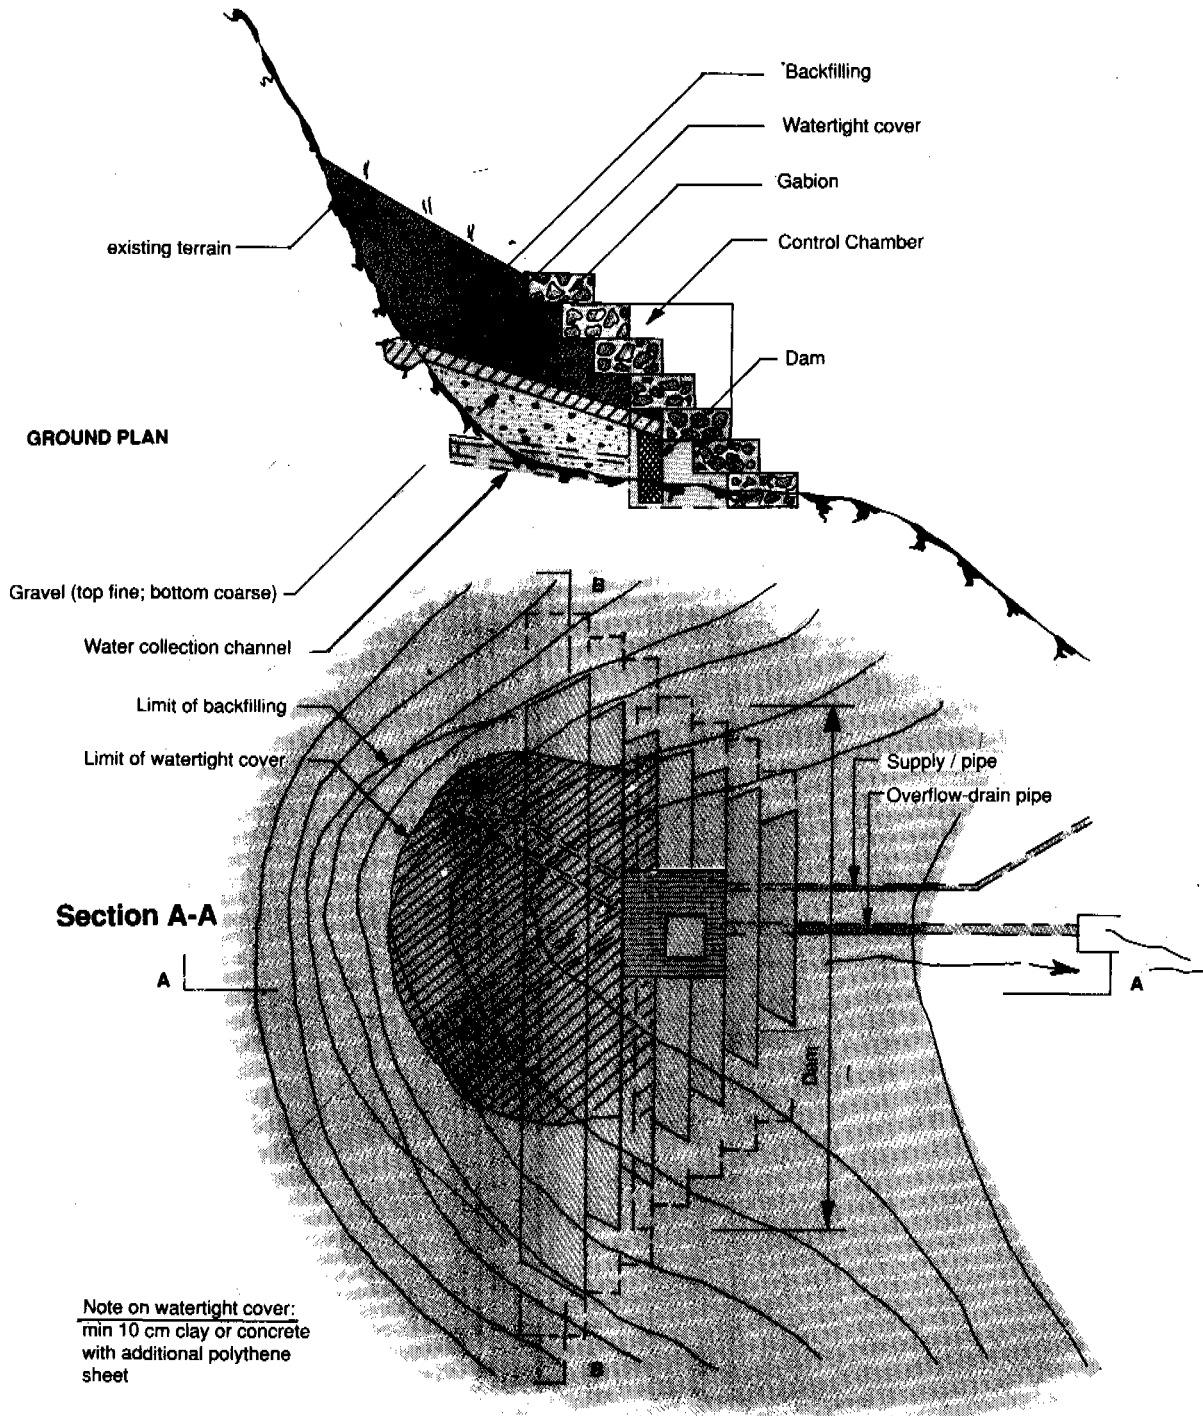 Backfilling
Watertight cover
Gabion
existing terrain
Control Chamber
Dam
GROUND PLAN
Gravel (top fine; bottom coarse)
B
Water collection channel
Limit of backfilling
Limit of watertight cover
Supply / pipe
Overflow-drain pipe
Section A-A
A
A
Dam
Note on watertight cover:
min 10 cm clay or concrete
with additional polythene
sheet
B